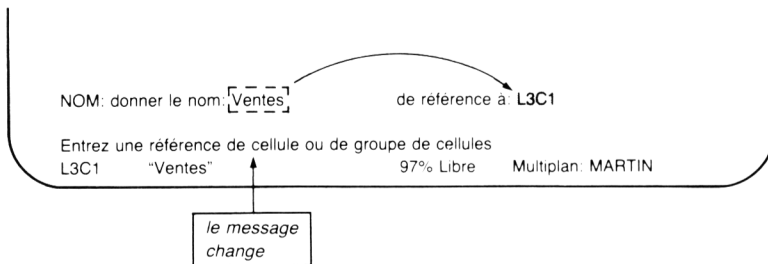 NOM: donner le nom: Ventes de référence à: L3C1
Entrez une référence de cellule ou de groupe de cellules
L3C1 "Ventes" 97% Libre Multiplan: MARTIN
le message
change